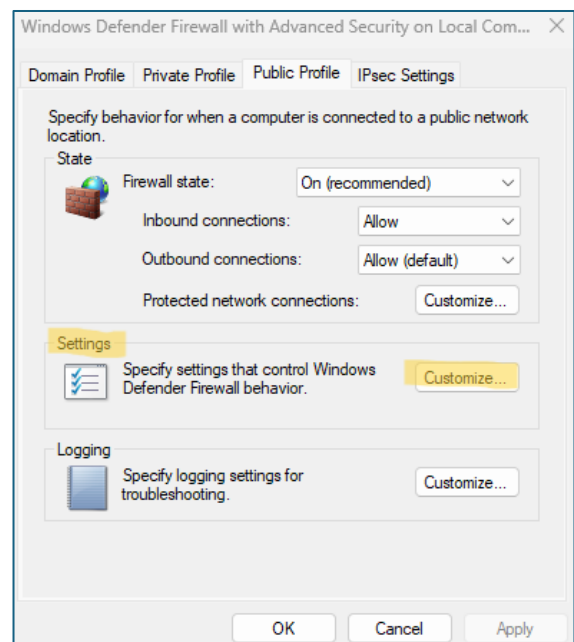 Windows Defender Firewall with Advanced Security on Local Com...
Domain Profile Private Profile Public Profile IPsec Settings
Specify behavior for when a computer is connected to a public network
location.
State
Firewall state: On (recommended)
Inbound connections: Allow
Outbound connections: Allow (default)
Protected network connections: Customize...
Settings
Specify settings that control Windows
Defender Firewall behavior.
Customize...
Logging
Specify logging settings for
troubleshooting.
Customize...
OK Cancel Apply